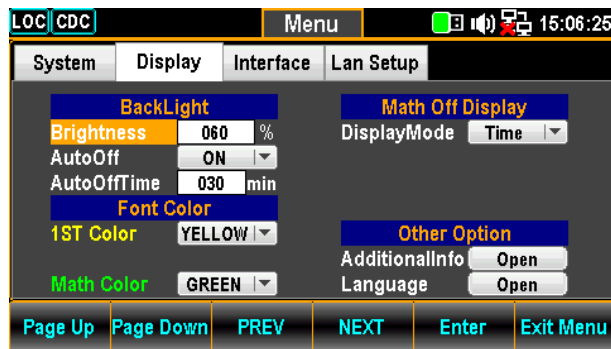 LOC CDC Menu 15:06:25
System Display Interface Lan Setup
BackLight
Brightness 060 %
AutoOff ON
AutoOffTime 030 min
Font Color
1ST Color YELLOW
Math Color GREEN
Math Off Display
DisplayMode Time
Other Option
AdditionalInfo Open
Language Open
Page Up Page Down PREV NEXT Enter Exit Menu